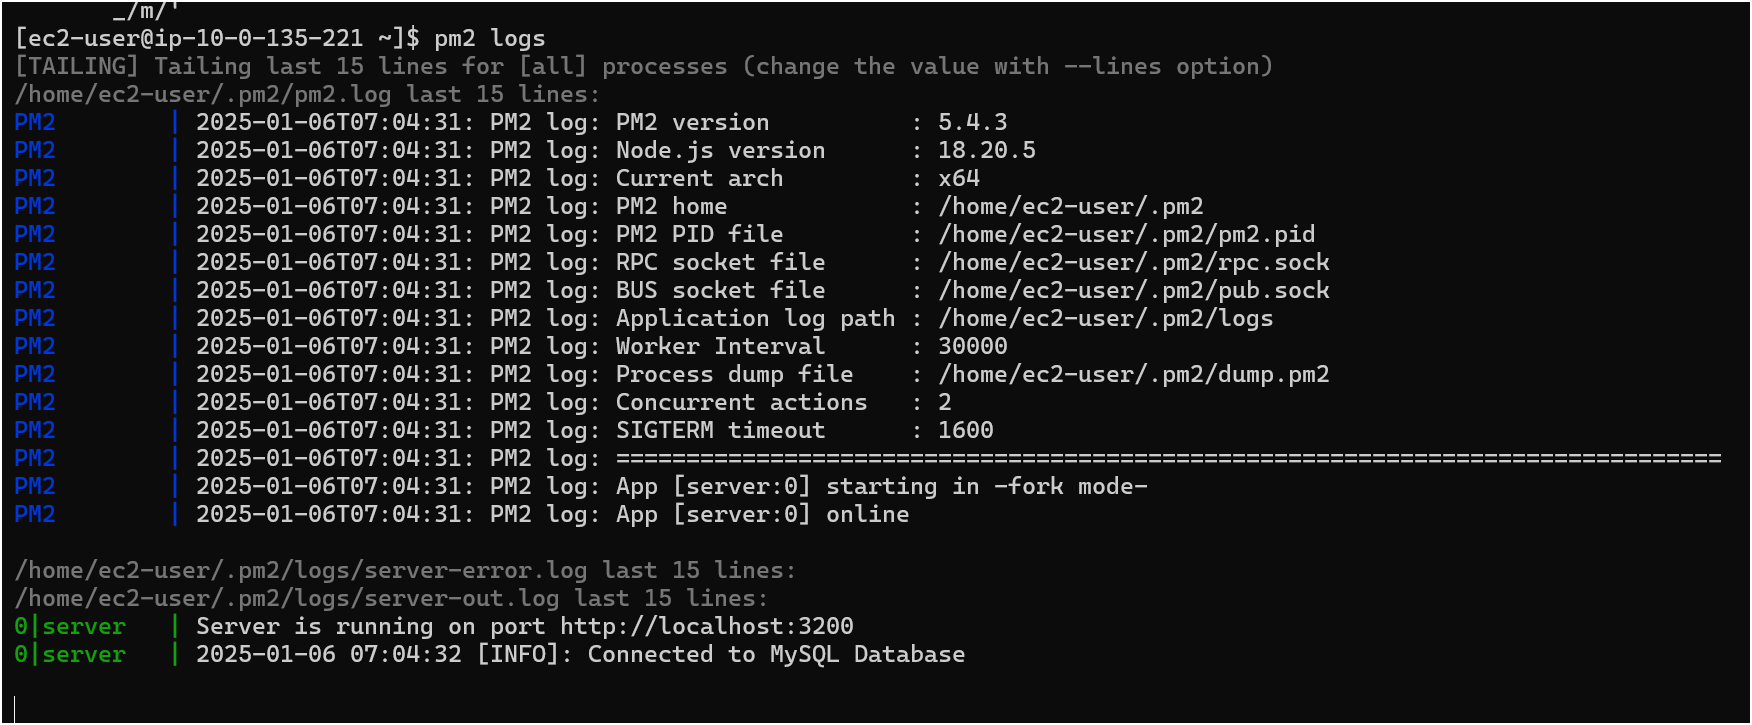 _/m/'
[ec2-user@ip-10-0-135-221 ~]$ pm2 logs
[TAILING] Tailing last 15 lines for [all] processes (change the value with --lines option)
/home/ec2-user/.pm2/pm2.log last 15 lines:
PM2        | 2025-01-06T07:04:31: PM2 log: PM2 version          : 5.4.3
PM2        | 2025-01-06T07:04:31: PM2 log: Node.js version      : 18.20.5
PM2        | 2025-01-06T07:04:31: PM2 log: Current arch         : x64
PM2        | 2025-01-06T07:04:31: PM2 log: PM2 home             : /home/ec2-user/.pm2
PM2        | 2025-01-06T07:04:31: PM2 log: PM2 PID file         : /home/ec2-user/.pm2/pm2.pid
PM2        | 2025-01-06T07:04:31: PM2 log: RPC socket file      : /home/ec2-user/.pm2/rpc.sock
PM2        | 2025-01-06T07:04:31: PM2 log: BUS socket file      : /home/ec2-user/.pm2/pub.sock
PM2        | 2025-01-06T07:04:31: PM2 log: Application log path : /home/ec2-user/.pm2/logs
PM2        | 2025-01-06T07:04:31: PM2 log: Worker Interval      : 30000
PM2        | 2025-01-06T07:04:31: PM2 log: Process dump file    : /home/ec2-user/.pm2/dump.pm2
PM2        | 2025-01-06T07:04:31: PM2 log: Concurrent actions   : 2
PM2        | 2025-01-06T07:04:31: PM2 log: SIGTERM timeout      : 1600
PM2        | 2025-01-06T07:04:31: PM2 log: ===============================================================================
PM2        | 2025-01-06T07:04:31: PM2 log: App [server:0] starting in -fork mode-
PM2        | 2025-01-06T07:04:31: PM2 log: App [server:0] online
/home/ec2-user/.pm2/logs/server-error.log last 15 lines:
/home/ec2-user/.pm2/logs/server-out.log last 15 lines:
0|server   | Server is running on port http://localhost:3200
0|server   | 2025-01-06 07:04:32 [INFO]: Connected to MySQL Database